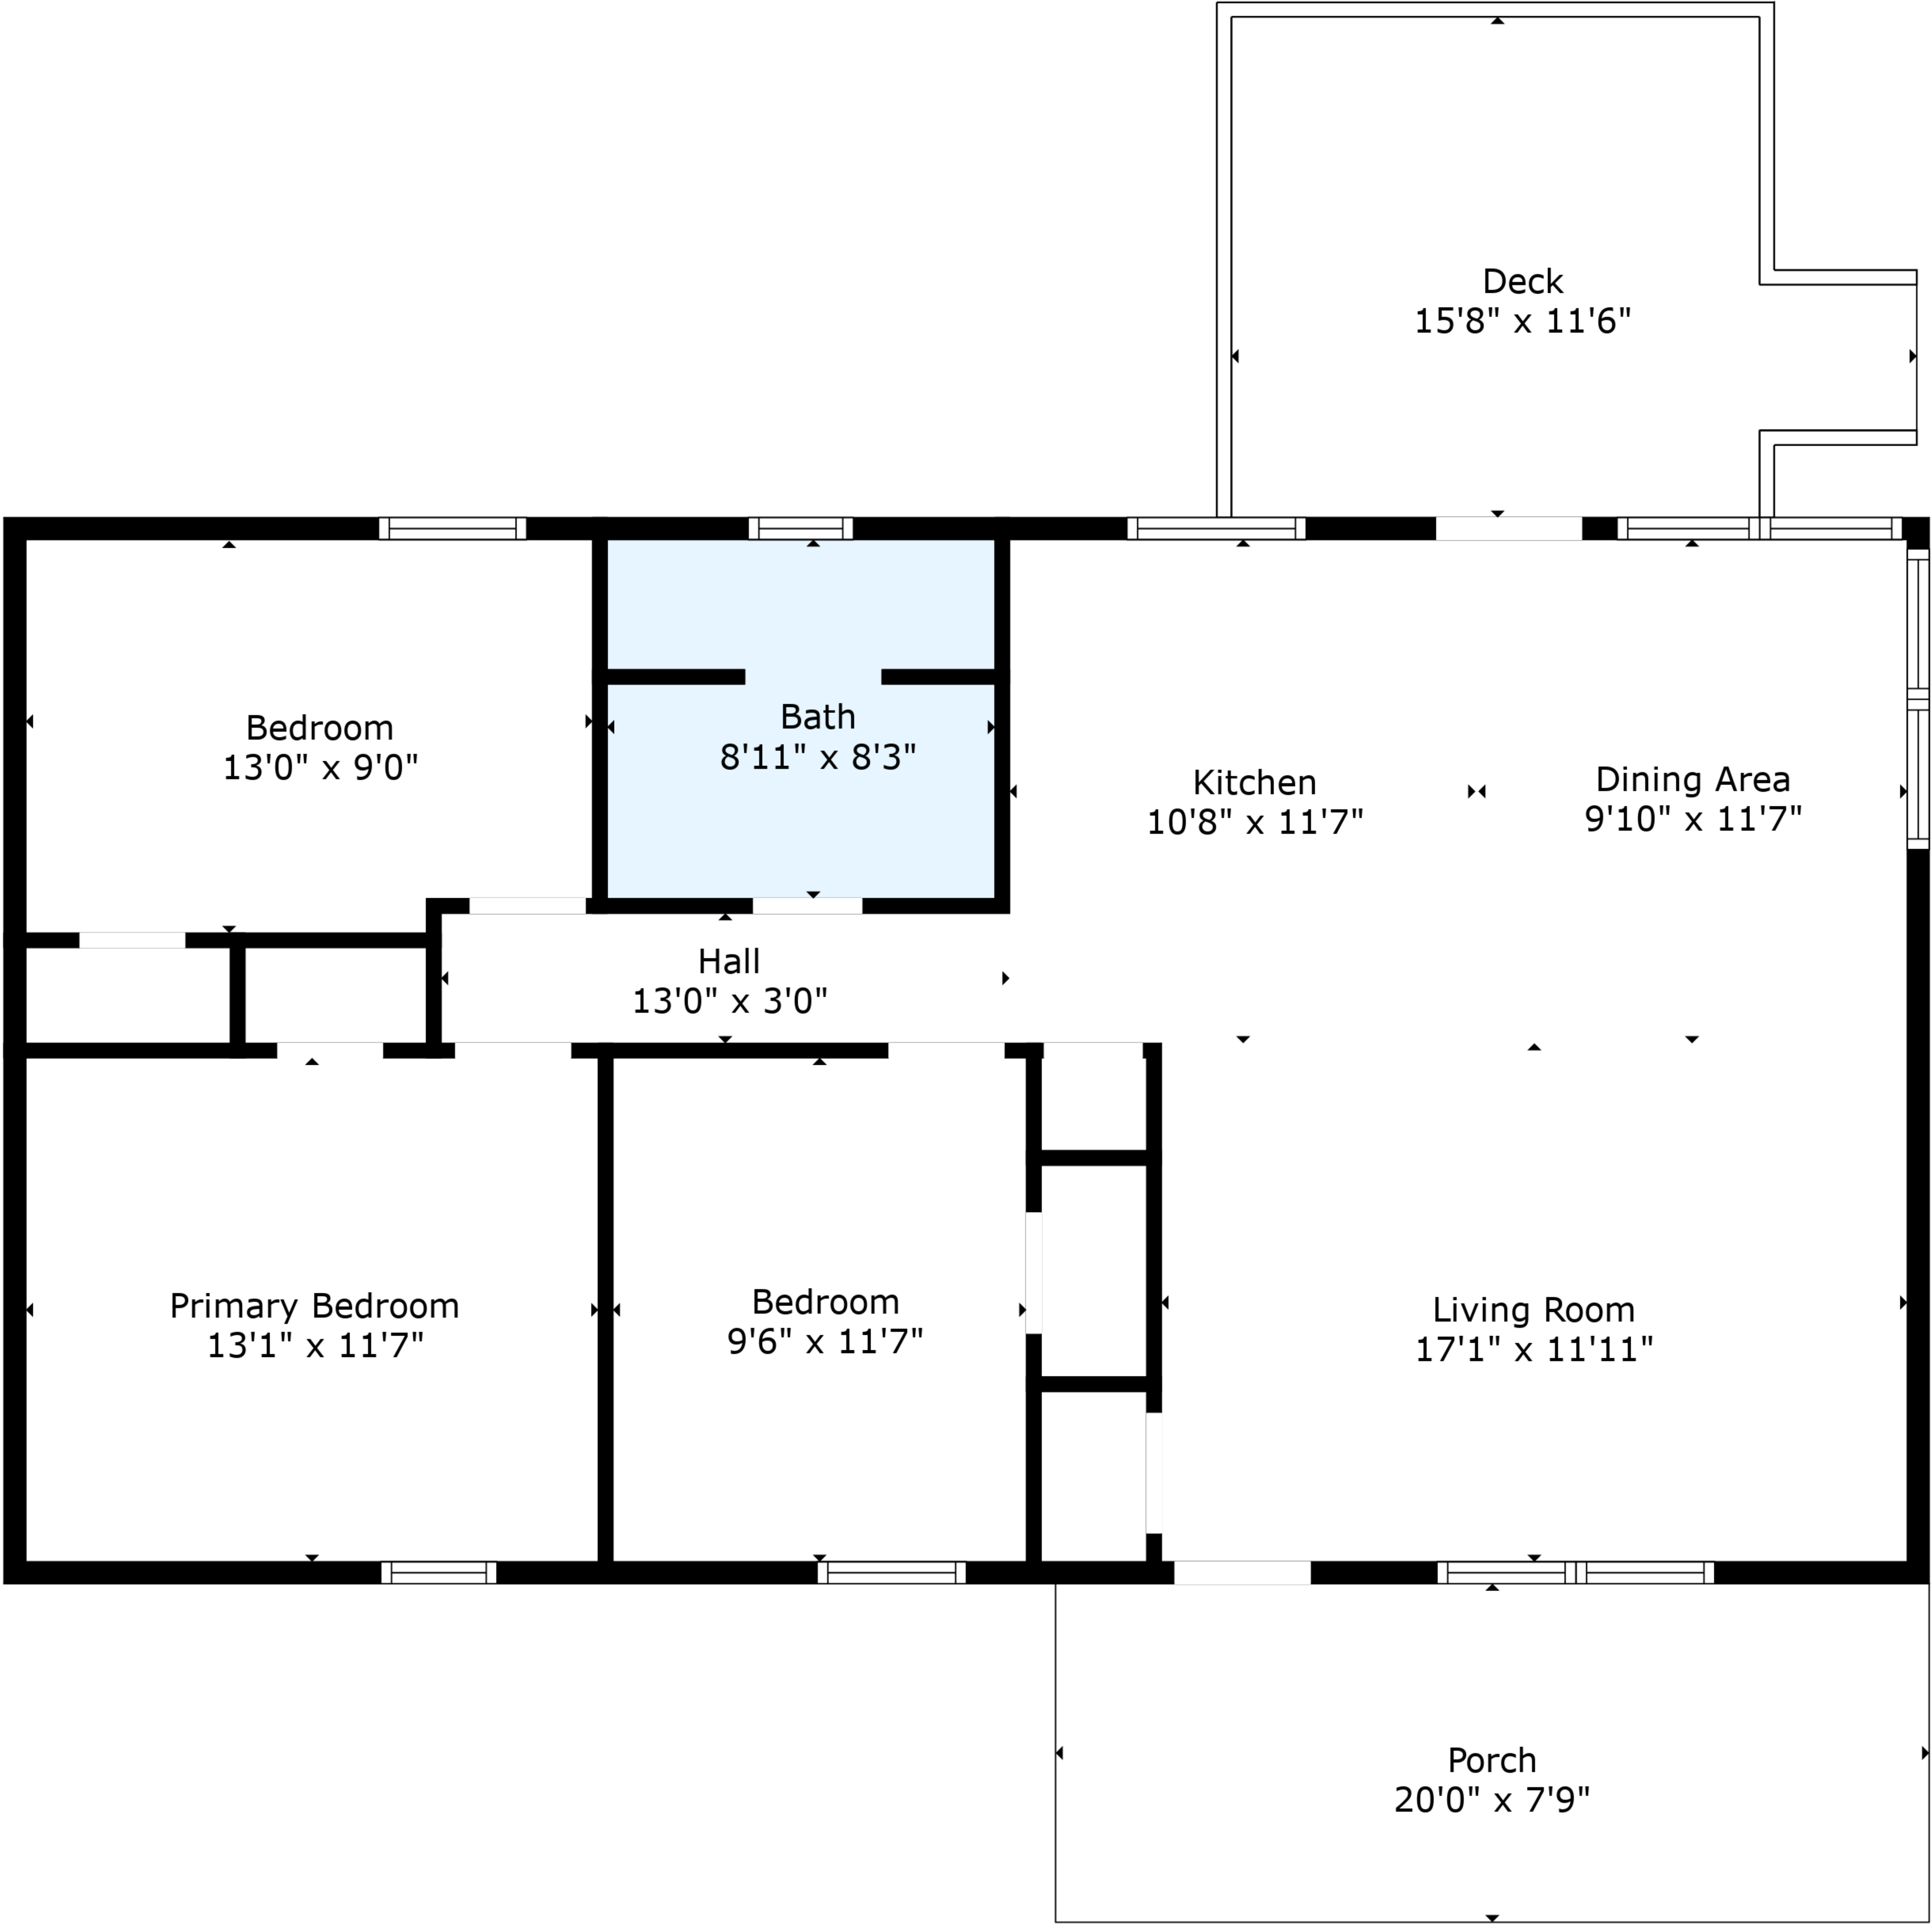 Deck
15'8" x 11'6"
Bedroom
13'0" x 9'0"
Bath
8'11" x 8'3"
Kitchen
10'8" x 11'7"
Dining Area
9'10" x 11'7"
Hall
13'0" x 3'0"
Primary Bedroom
13'1" x 11'7"
Bedroom
9'6" x 11'7"
Living Room
17'1" x 11'11"
Porch
20'0" x 7'9"